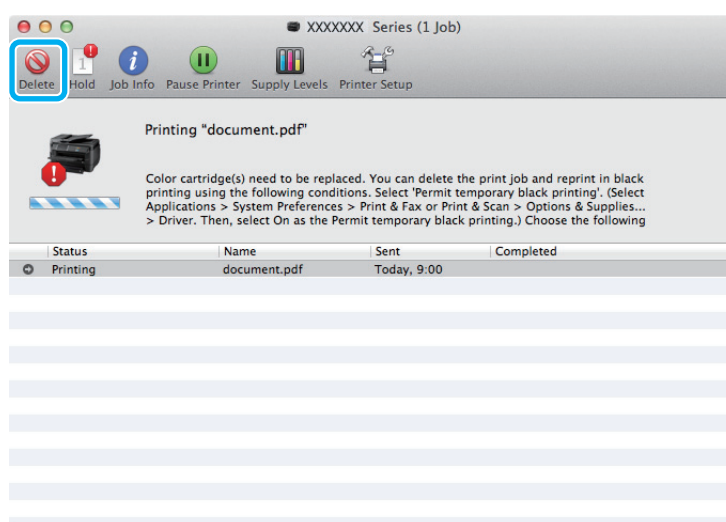 XXXXXXX Series (1 Job)
1
Delete Hold Job Info Pause Printer Supply Levels Printer Setup
Printing "document.pdf"
Color cartridge(s) need to be replaced. You can delete the print job and reprint in black
printing using the following conditions. Select 'Permit temporary black printing'. (Select
Applications > System Preferences > Print & Fax or Print & Scan > Options & Supplies...
> Driver. Then, select On as the Permit temporary black printing.) Choose the following
Status Name Sent Completed
Printing document.pdf Today, 9:00